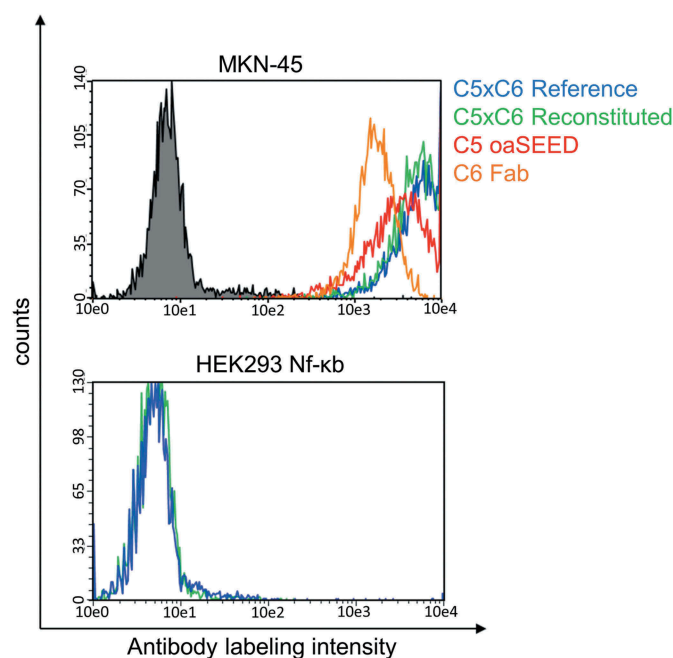 MKN-45
140
105
70
35
0
10e0 10e1 10e2 10e3 10e4
C5xC6 Reference
C5xC6 Reconstituted
C5 oaSEED
C6 Fab
counts
HEK293 Nf-κb
130
98
65
33
0
10e0 10e1 10e2 10e3 10e4
Antibody labeling intensity